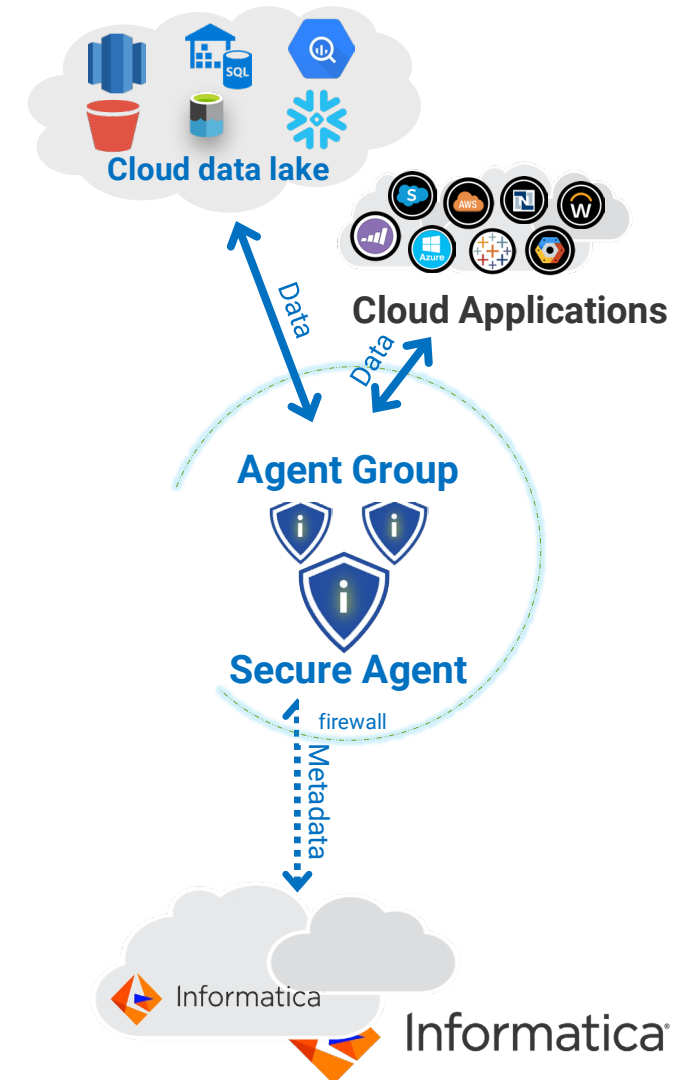 SQL
Cloud data lake
S
AWS
N
W
Azure
Cloud Applications
Data
Data
Agent Group
i
i
i
Secure Agent
firewall
Metadata
Informatica
Informatica